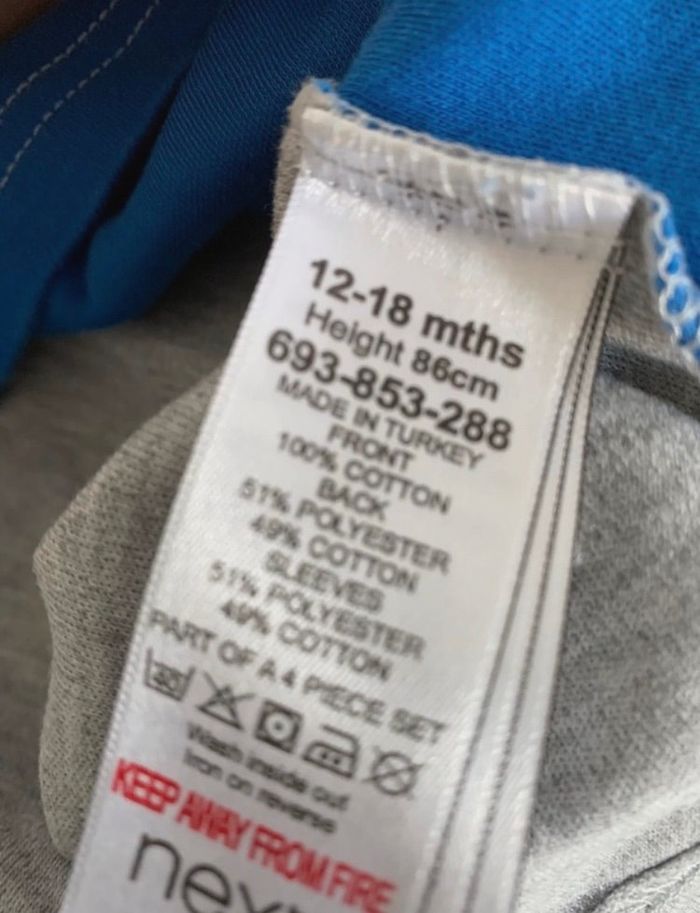 12-18 mths
Height 86cm
693-853-288
MADE IN TURKEY
FRONT
100% COTTON
BACK
51% POLYESTER
49% COTTON
SLEEVES
51% POLYESTER
49% COTTON
PART OF A 4 PIECE SET
40
Wash inside out
Iron on reverse
KEEP AWAY FROM FIRE
next